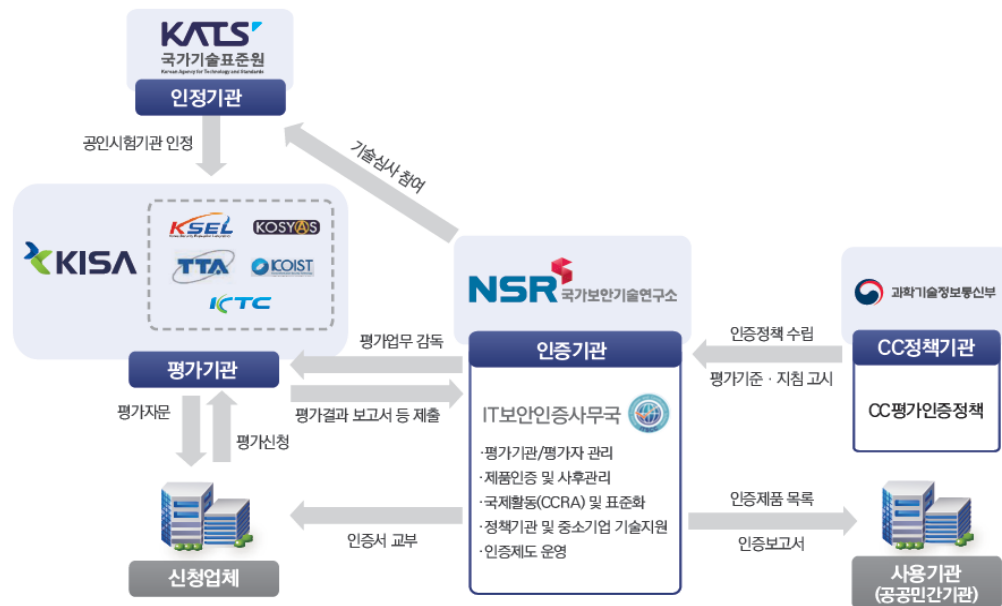 KATS
국가기술표준원
Korean Agency for Technology and Standards
인정기관
공인시험기관 인정
기술심사 참여
KISA
KSEL
KOSYAS
TTA
KOIST
KTC
평가기관
평가업무 감독
평가결과 보고서 등 제출
평가자문
평가신청
NSR 국가보안기술연구소
인증기관
IT보안인증사무국
·평가기관/평가자 관리
·제품인증 및 사후관리
·국제활동(CCRA) 및 표준화
·정책기관 및 중소기업 기술지원
·인증제도 운영
과학기술정보통신부
CC정책기관
CC평가인증정책
인증정책 수립
평가기준 · 지침 고시
인증서 교부
신청업체
인증제품 목록
인증보고서
사용기관
(공공민간기관)